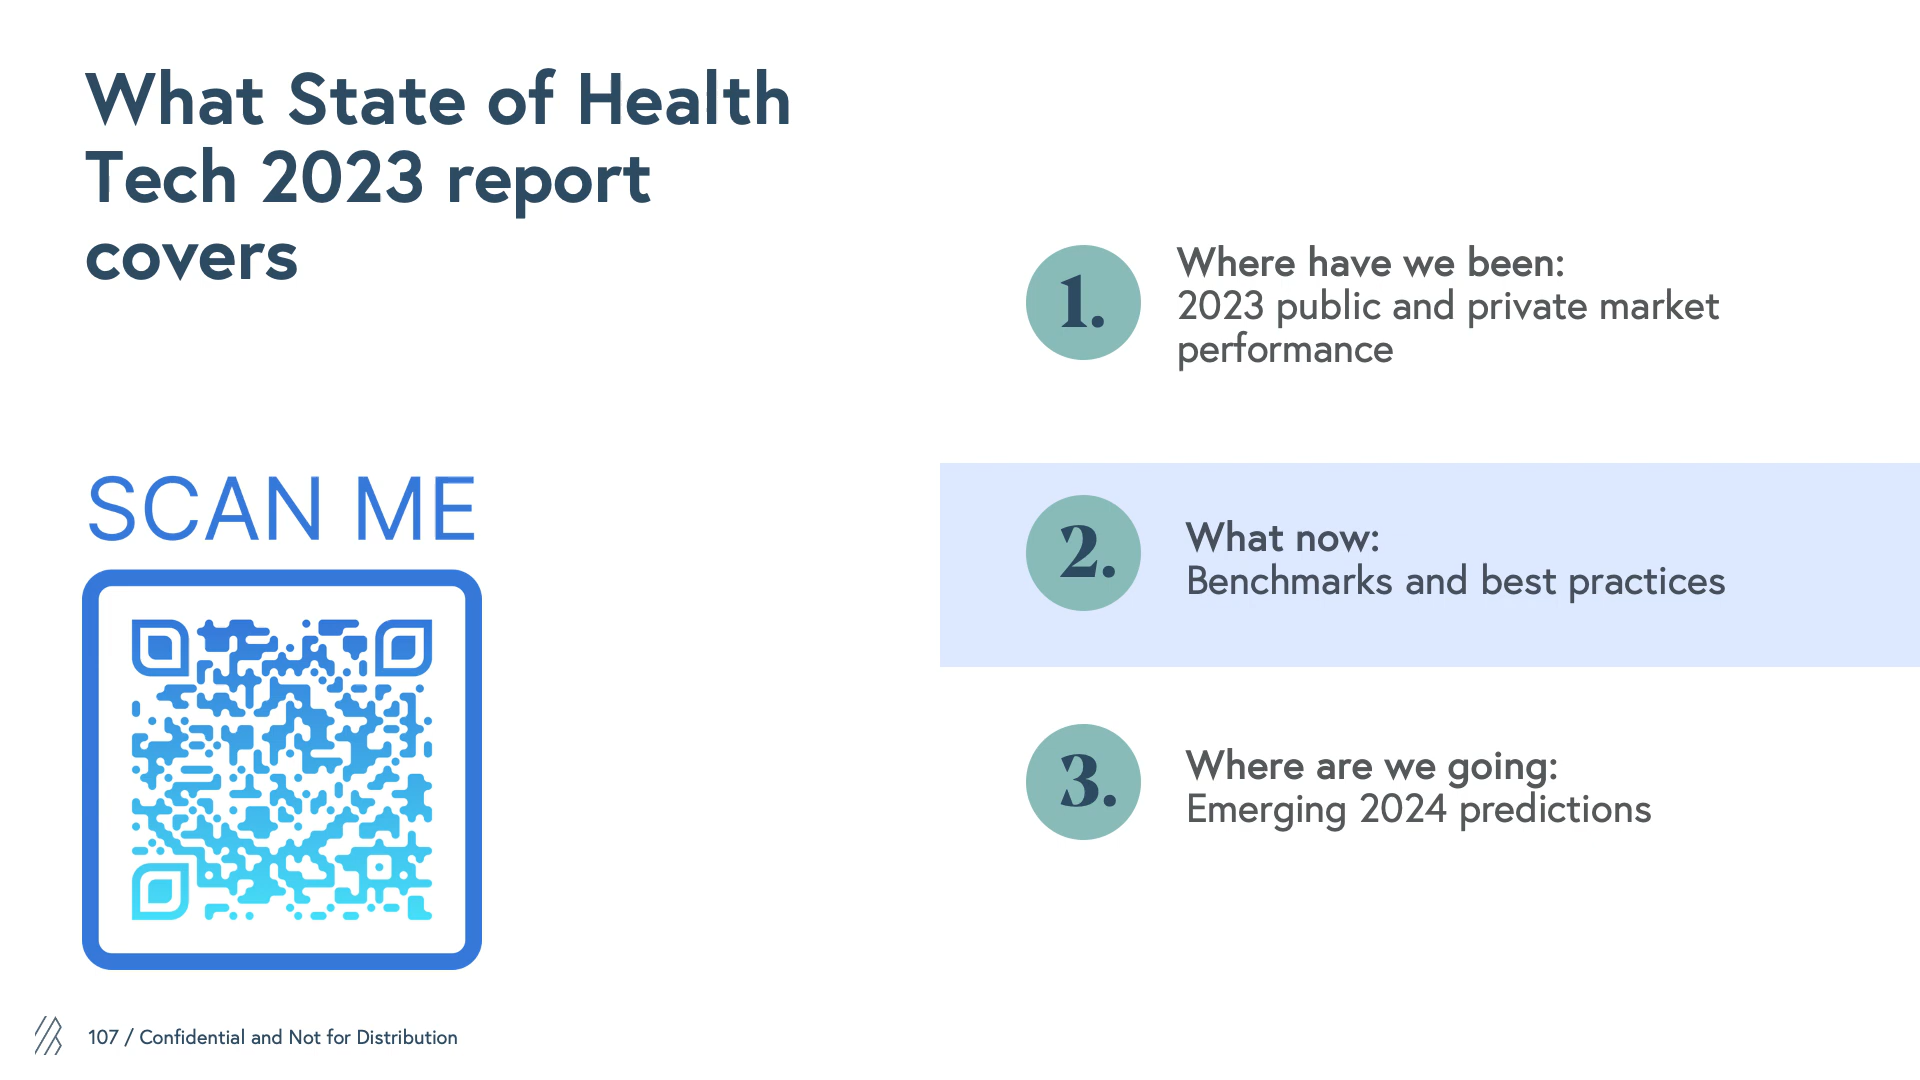 What State of Health
Tech 2023 report
covers
SCAN ME
1.
Where have we been:
2023 public and private market
performance
2.
What now:
Benchmarks and best practices
3.
Where are we going:
Emerging 2024 predictions
107 / Confidential and Not for Distribution